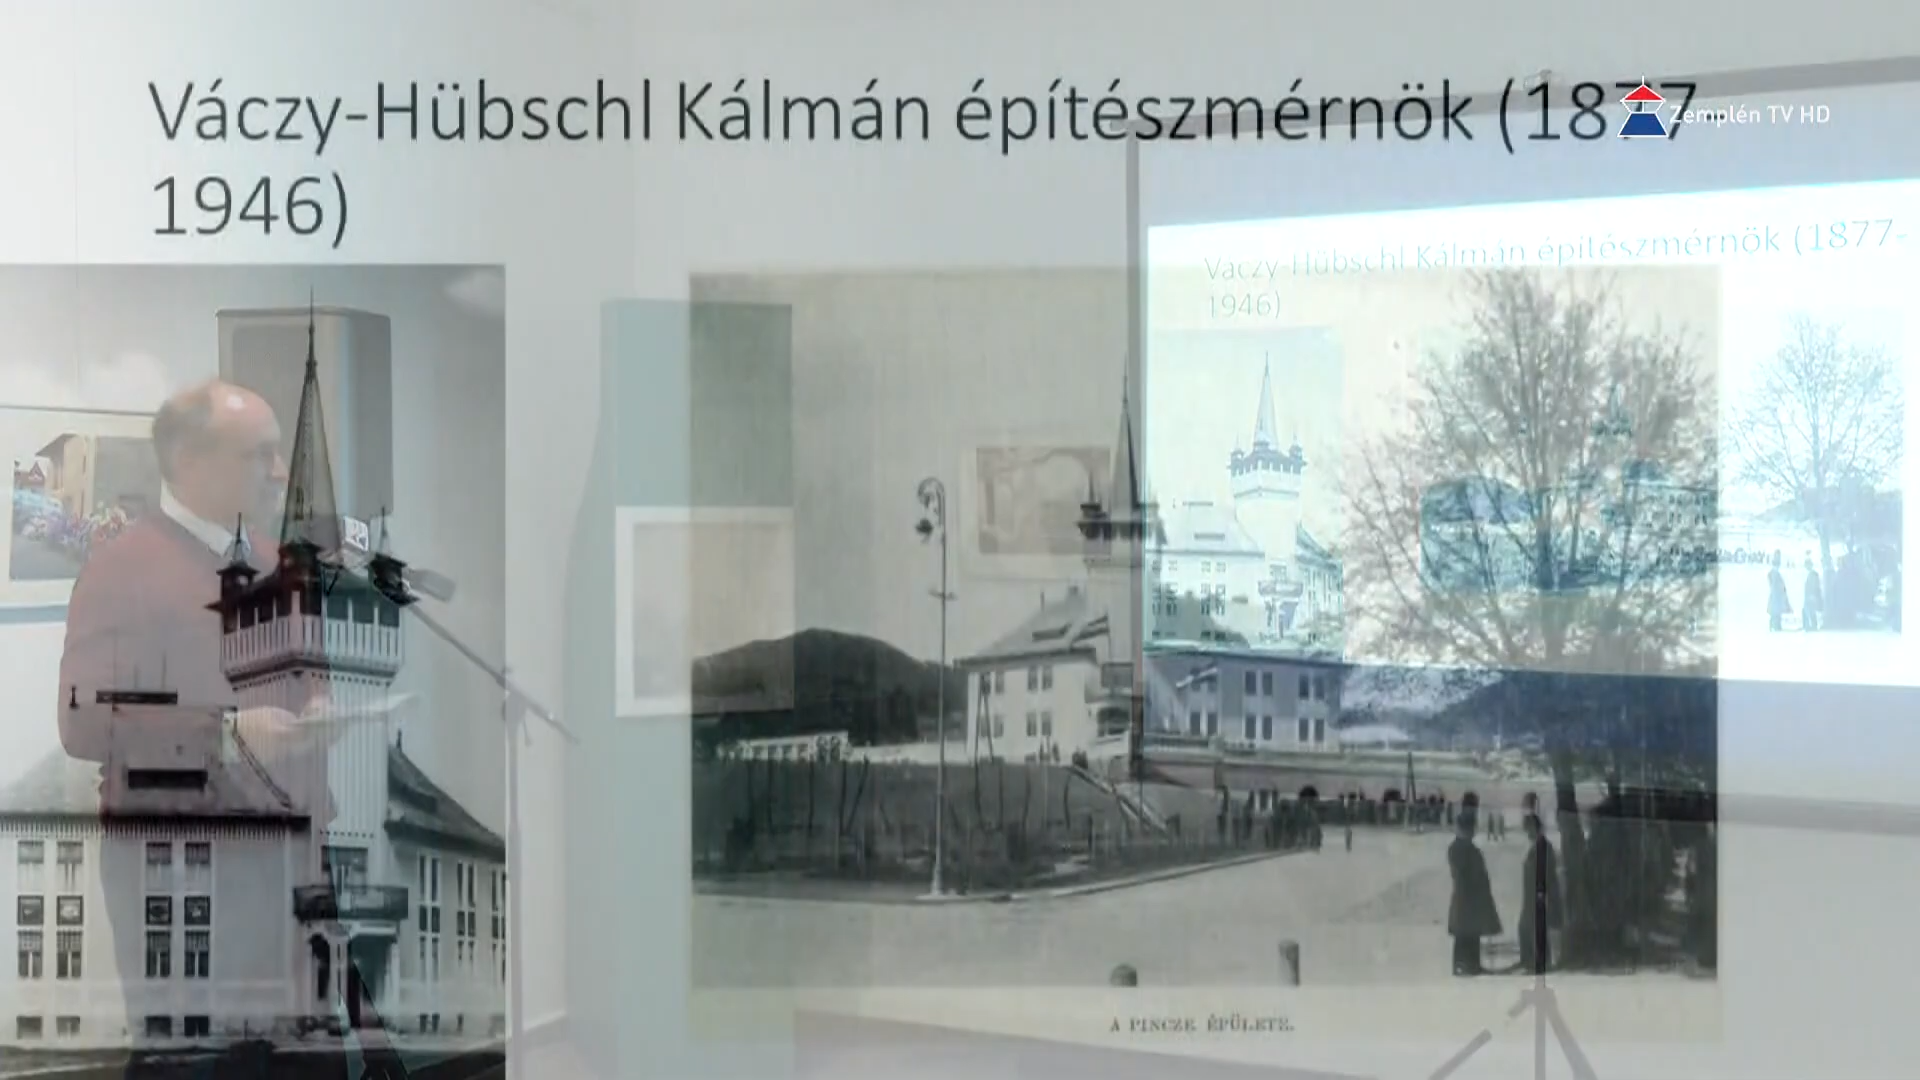 Váczy-Hübschl Kálmán építészmérnök (1877
1946)
Zemplén TV HD
Váczy-Hübschl Kálmán építészmérnök (1877-
1946)
A PINCZE ÉPÜLETE.